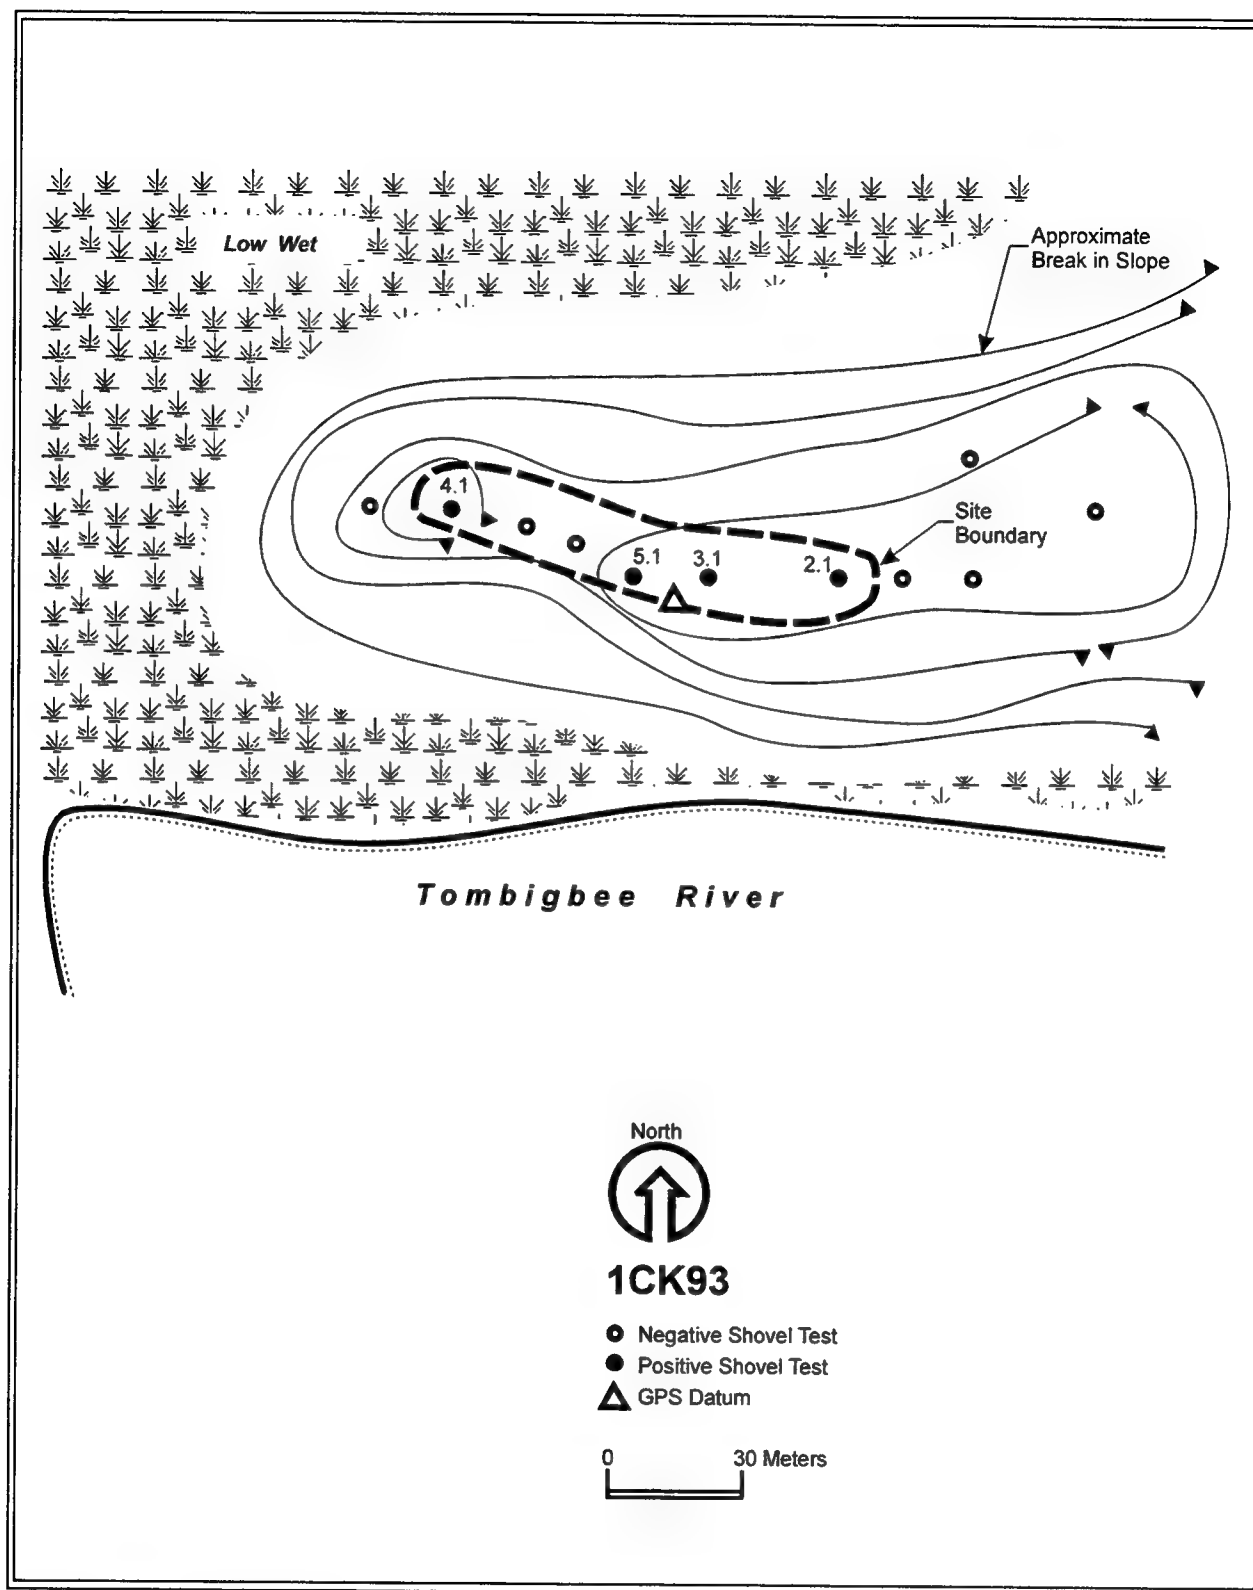 Low Wet
Approximate
Break in Slope
4.1
Site
Boundary
5.1
3.1
2.1
Tombigbee River
North
1CK93
Negative Shovel Test
Positive Shovel Test
GPS Datum
0
30 Meters